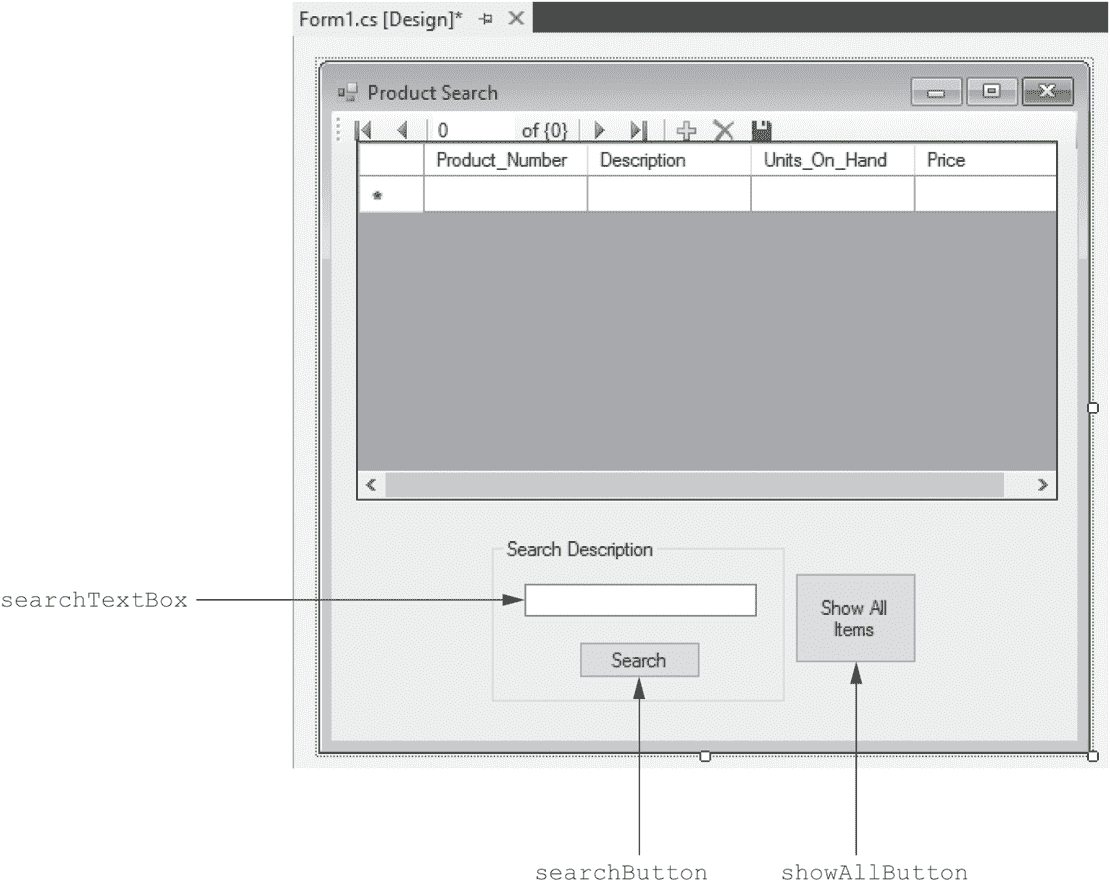 Form1.cs [Design]*
Product Search
0 of {0}
Product_Number Description Units_On_Hand Price
*
Search Description
searchTextBox
Show All
Items
Search
searchButton showAllButton